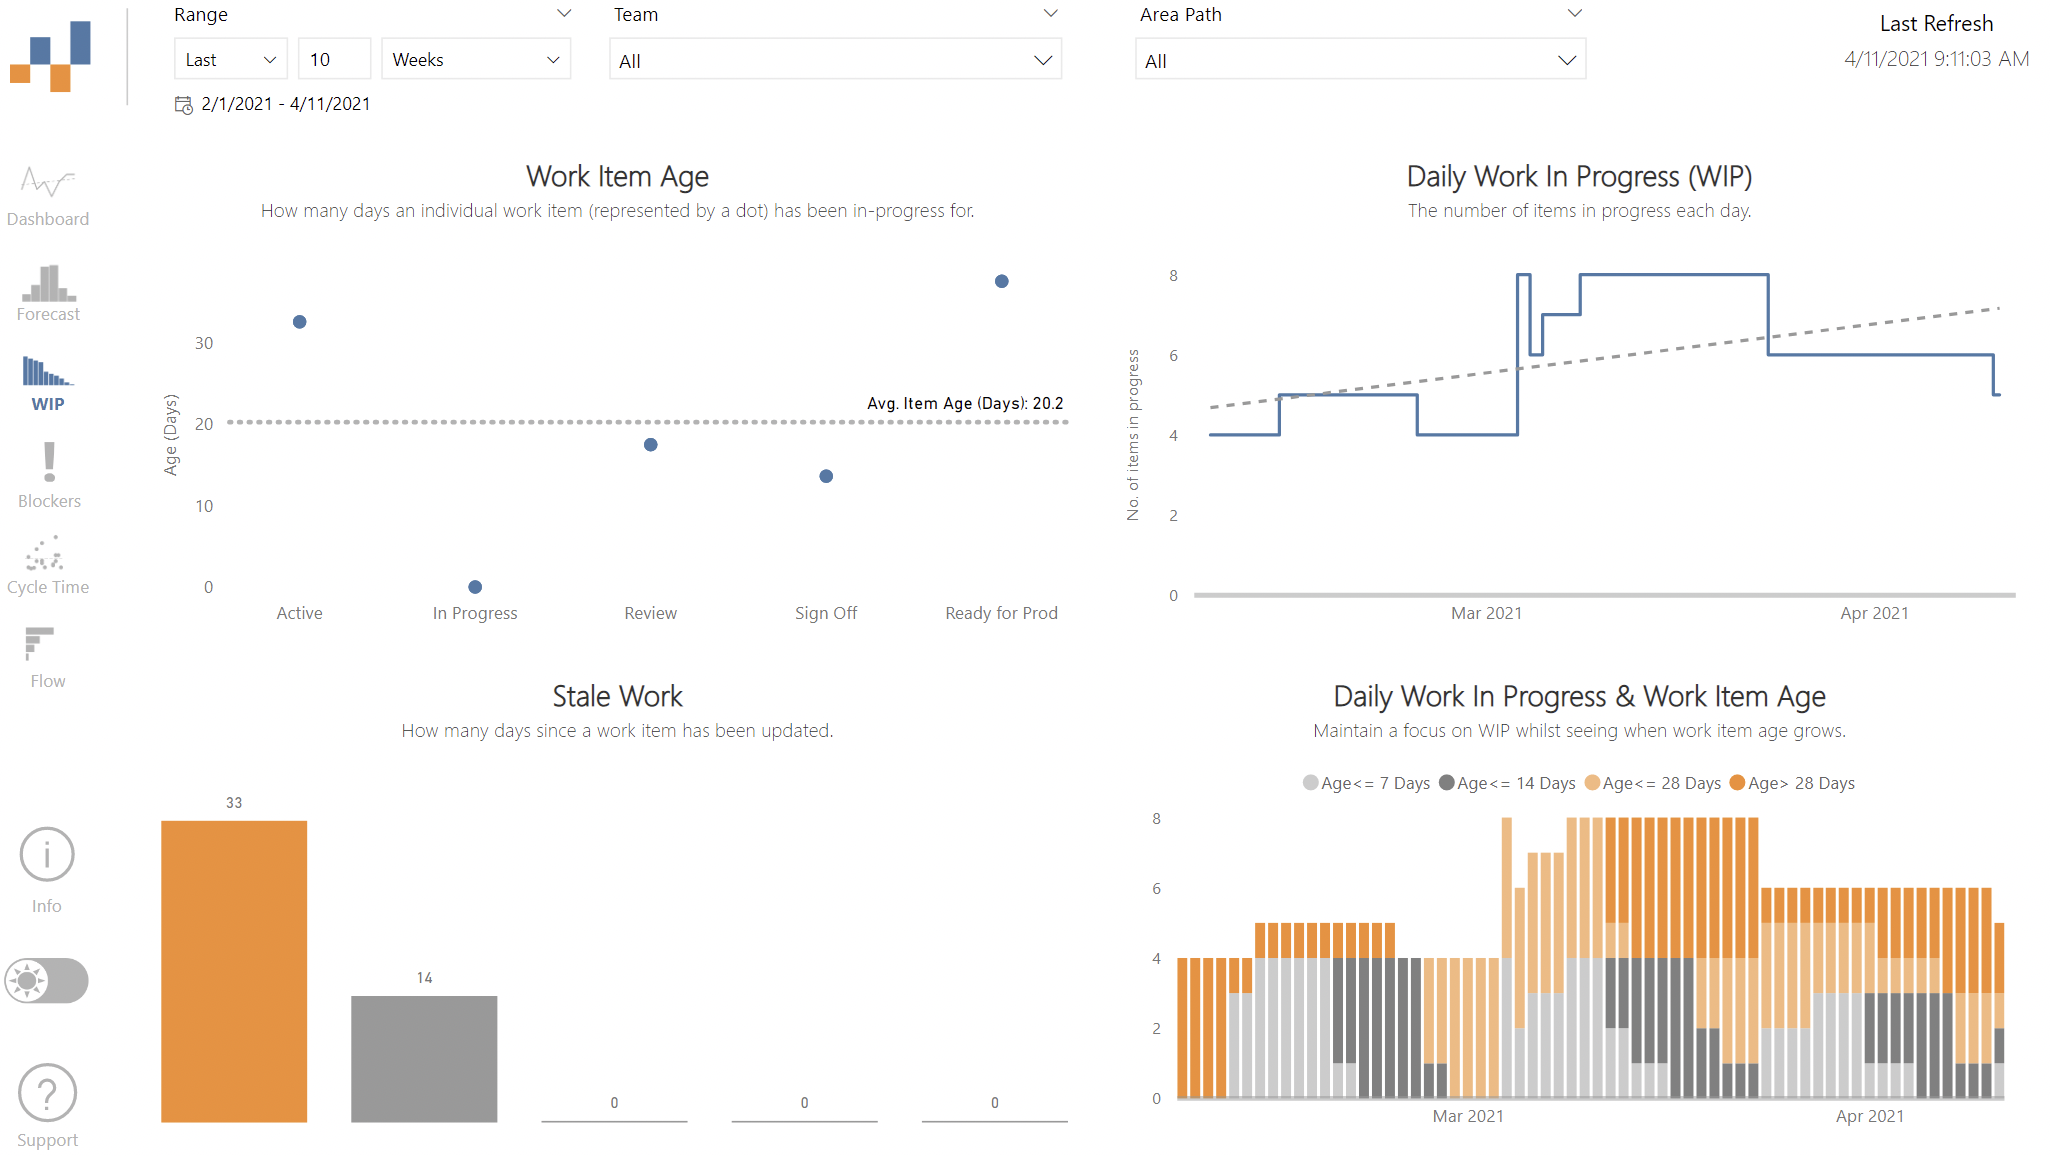 Range
Team
Area Path
Last Refresh
Last
10
Weeks
All
All
4/11/2021 9:11:03 AM
2/1/2021 - 4/11/2021
Dashboard
Forecast
WIP
Blockers
Cycle Time
Flow
Info
Support
Work Item Age
How many days an individual work item (represented by a dot) has been in-progress for.
Age (Days)
30
20
10
0
Avg. Item Age (Days): 20.2
Active
In Progress
Review
Sign Off
Ready for Prod
Daily Work In Progress (WIP)
The number of items in progress each day.
No. of items in progress
8
6
4
2
0
Mar 2021
Apr 2021
Stale Work
How many days since a work item has been updated.
33
14
0
0
0
Daily Work In Progress & Work Item Age
Maintain a focus on WIP whilst seeing when work item age grows.
Age<= 7 Days
Age<= 14 Days
Age<= 28 Days
Age> 28 Days
8
6
4
2
0
Mar 2021
Apr 2021